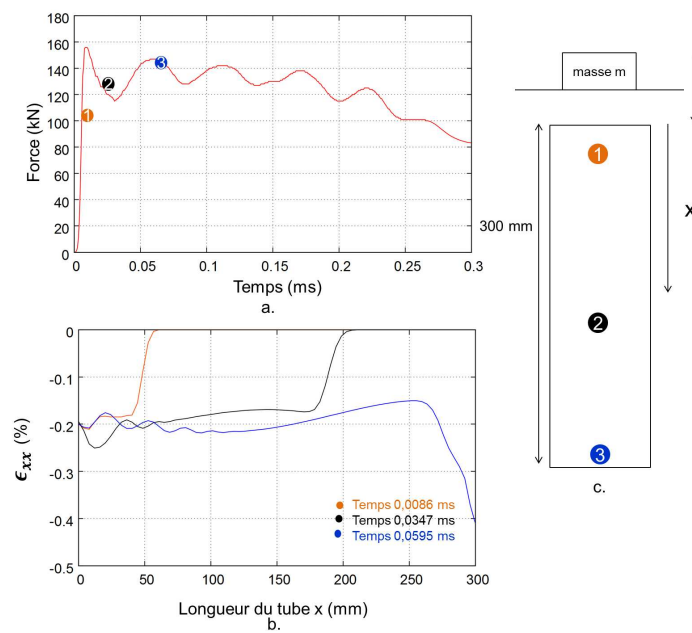 180
160
140
120
100
80
60
40
20
0
Force (kN)
1
2
3
0
0.05
0.1
0.15
0.2
0.25
0.3
Temps (ms)
a.
0
-0.1
-0.2
-0.3
-0.4
-0.5
ϵxx (%)
Temps 0,0086 ms
Temps 0,0347 ms
Temps 0,0595 ms
0
50
100
150
200
250
300
Longueur du tube x (mm)
b.
masse m
1
300 mm
x
2
3
c.